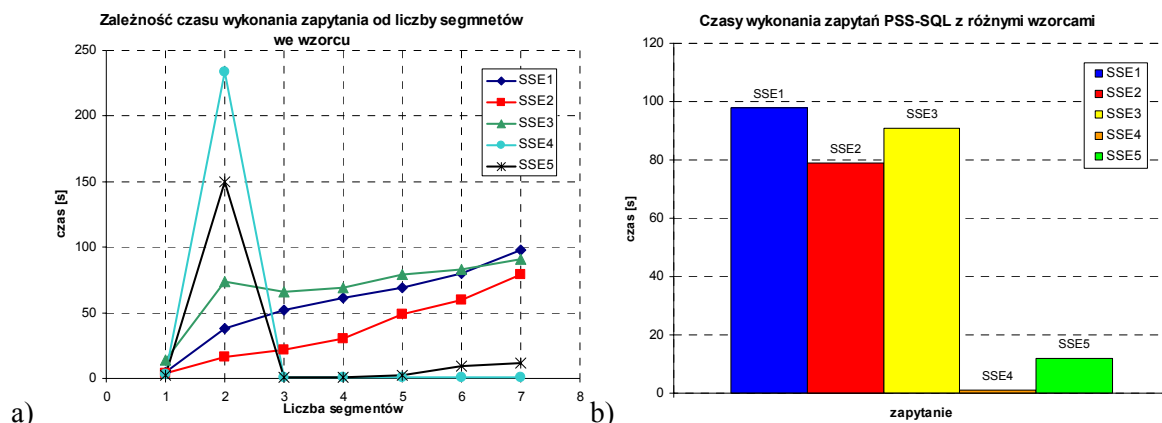 Zależność czasu wykonania zapytania od liczby segmnetów
we wzorcu
250
200
150
100
50
0
czas [s]
0 1 2 3 4 5 6 7 8
Liczba segmentów
SSE1
SSE2
SSE3
SSE4
SSE5
a)
Czasy wykonania zapytań PSS-SQL z różnymi wzorcami
120
100
80
60
40
20
0
czas [s]
SSE1
SSE2
SSE3
SSE4
SSE5
zapytanie
SSE1
SSE2
SSE3
SSE4
SSE5
b)